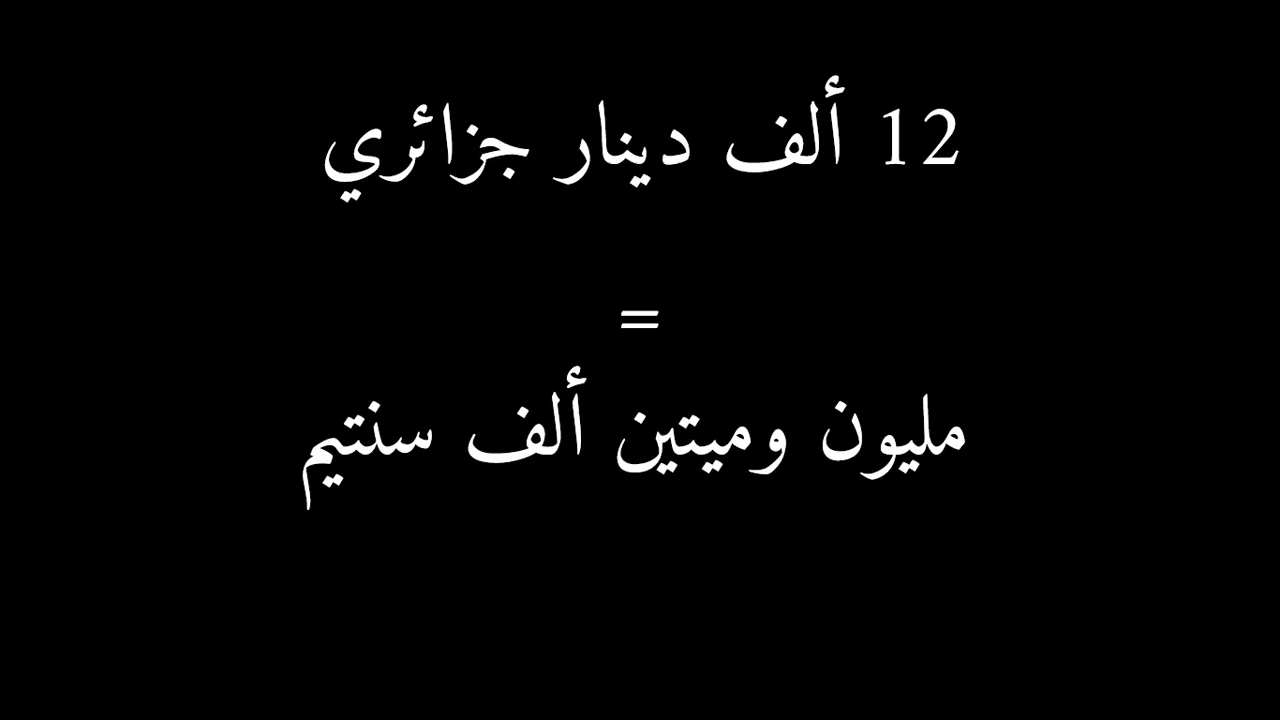 12 ألف دينار جزائري
=
مليون وميتين ألف سنتيم